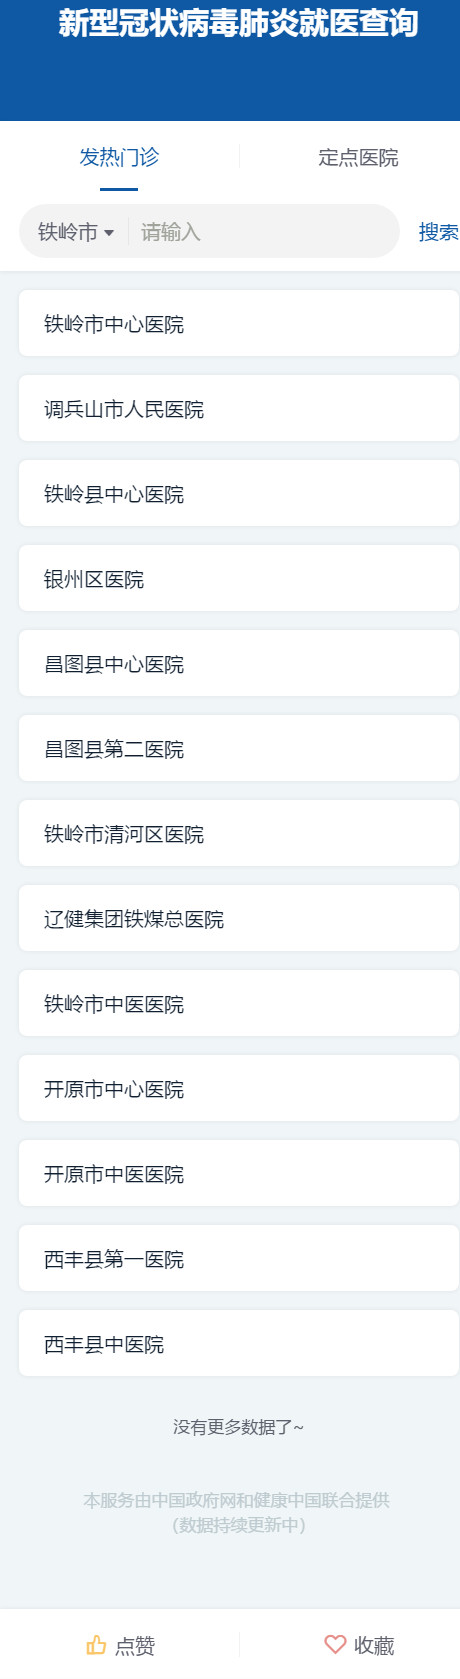 新型冠状病毒肺炎就医查询
发热门诊 定点医院
铁岭市 请输入 搜索
铁岭市中心医院
调兵山市人民医院
铁岭县中心医院
银州区医院
昌图县中心医院
昌图县第二医院
铁岭市清河区医院
辽健集团铁煤总医院
铁岭市中医医院
开原市中心医院
开原市中医医院
西丰县第一医院
西丰县中医院
没有更多数据了~
本服务由中国政府网和健康中国联合提供
（数据持续更新中）
点赞 收藏